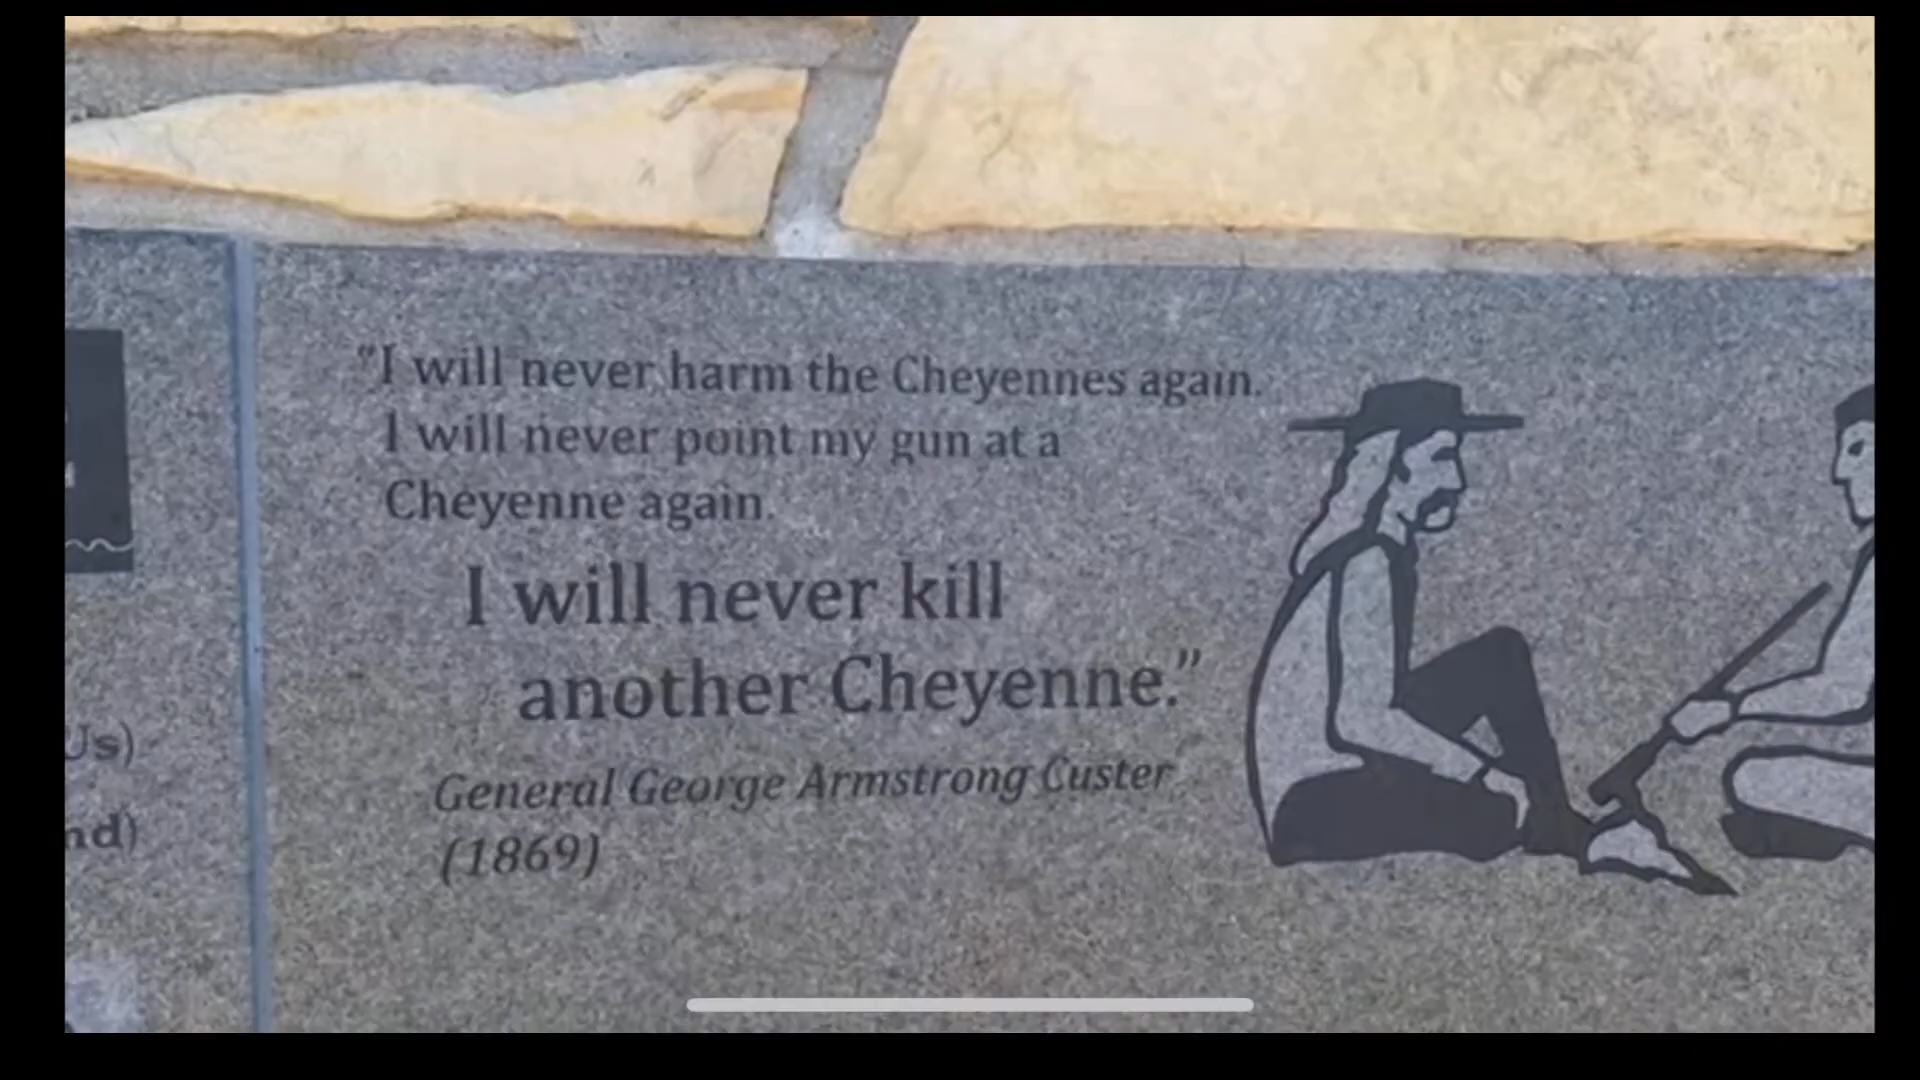 Us)
nd)
"I will never harm the Cheyennes again.
I will never point my gun at a
Cheyenne again.
I will never kill
another Cheyenne."
General George Armstrong Custer
(1869)